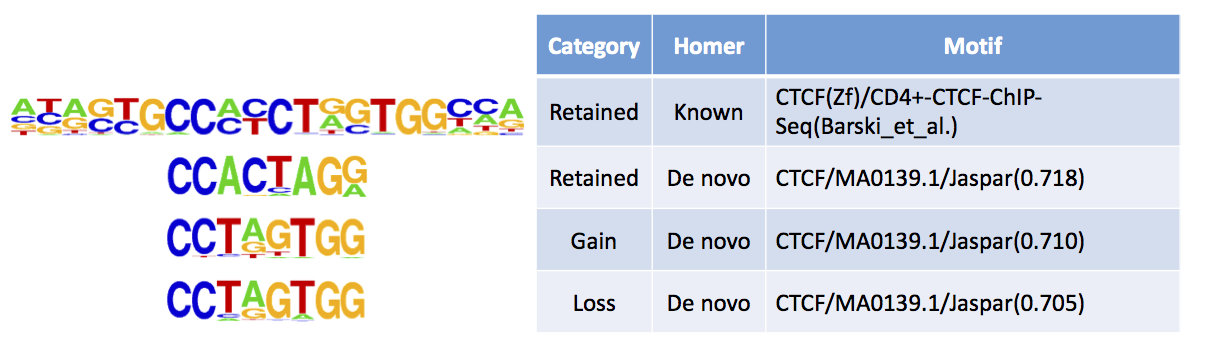 Category Homer Motif
ATAGTGCCACCTAGTGGCCA
Retained Known CTCF(Zf)/CD4+-CTCF-ChIP-
Seq(Barski_et_al.)
CCACTAGG
Retained De novo CTCF/MA0139.1/Jaspar(0.718)
CCTAGTGG
Gain De novo CTCF/MA0139.1/Jaspar(0.710)
CCTAGTGG
Loss De novo CTCF/MA0139.1/Jaspar(0.705)